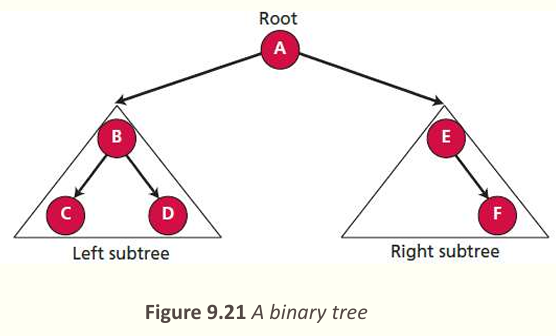 Root
A
B
E
C
D
F
Left subtree
Right subtree
Figure 9.21 A binary tree